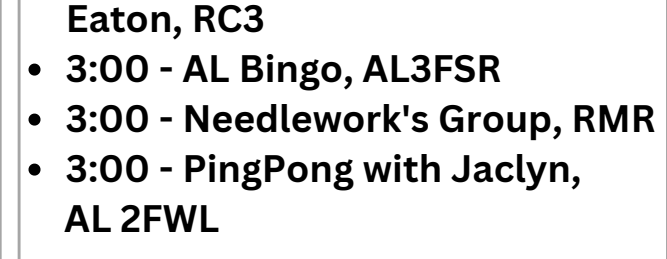 Eaton, RC3
• 3:00 - AL Bingo, AL3FSR
• 3:00 - Needlework's Group, RMR
• 3:00 - PingPong with Jaclyn,
AL 2FWL